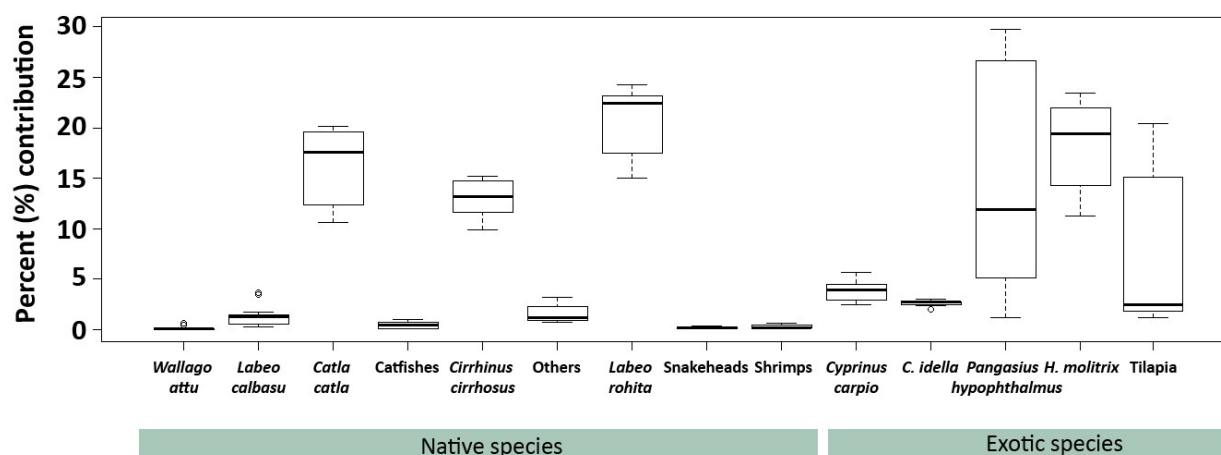 Percent (%) contribution
30
25
20
15
10
5
0
Wallago attu
Labeo calbasu
Catla catla
Catfishes
Cirrhinus cirrhosus
Others
Labeo rohita
Snakeheads
Shrimps
Cyprinus carpio
C. idella
Pangasius hypophthalmus
H. molitrix
Tilapia
Native species
Exotic species